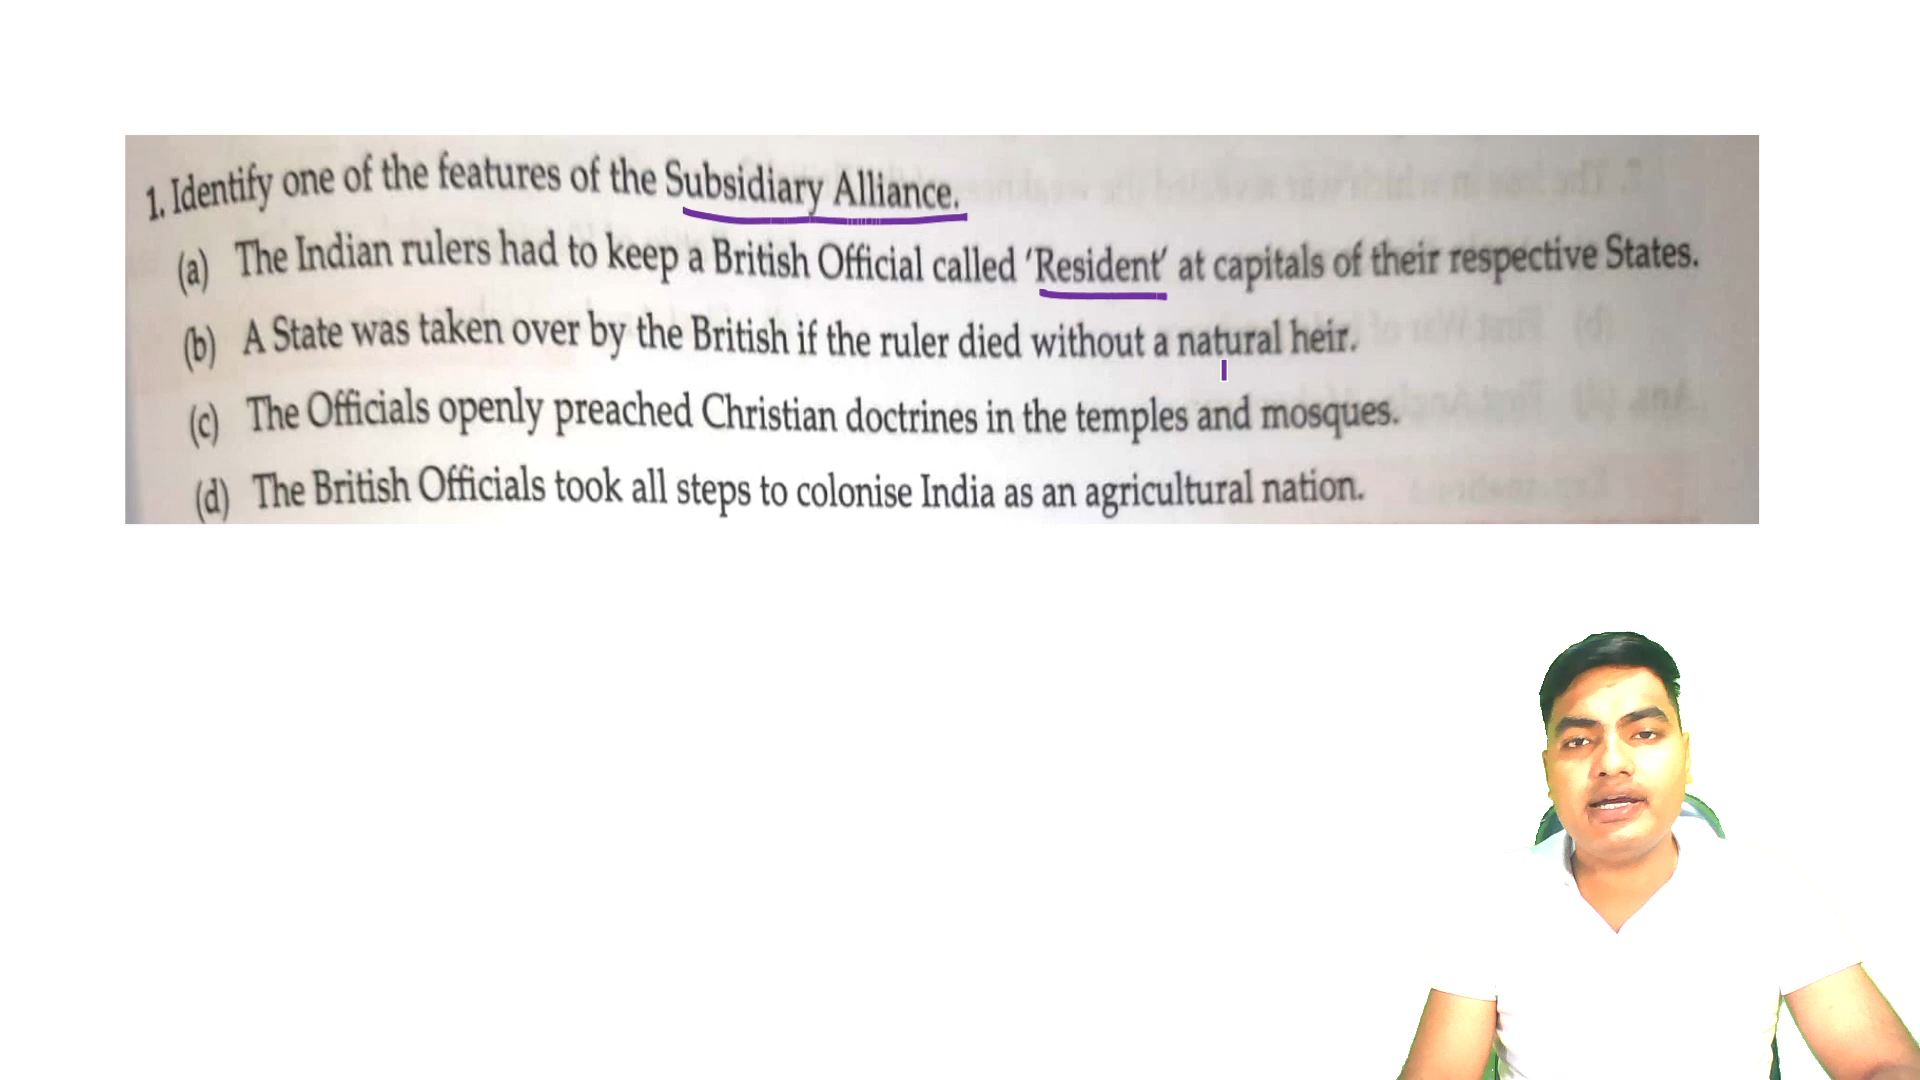 1. Identify one of the features of the Subsidiary Alliance.
(a) The Indian rulers had to keep a British Official called ‘Resident’ at capitals of their respective States.
(b) A State was taken over by the British if the ruler died without a natural heir.
(c) The Officials openly preached Christian doctrines in the temples and mosques.
(d) The British Officials took all steps to colonise India as an agricultural nation.